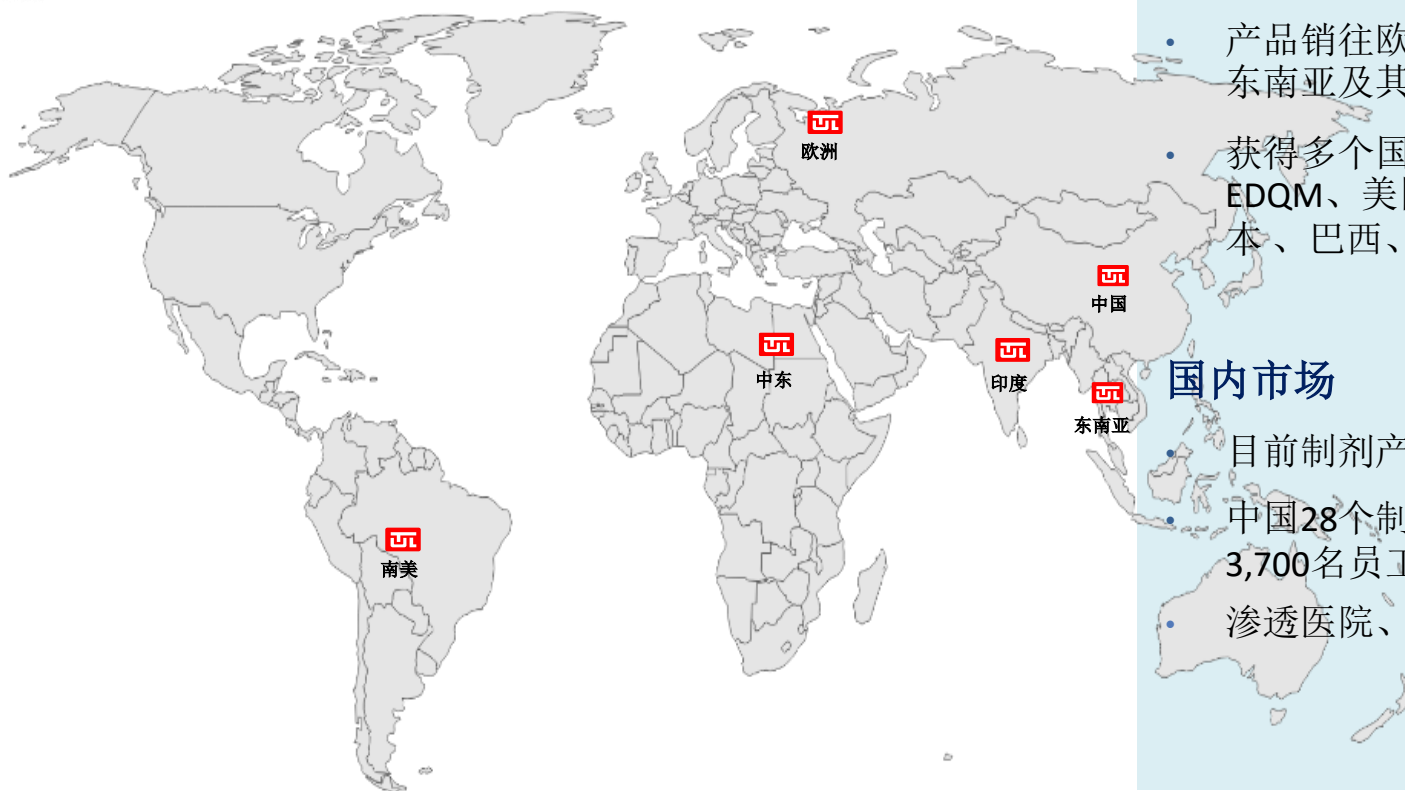 欧洲
中国
中东
印度
东南亚
南美
• 产品销往欧
东南亚及其
• 获得多个国
EDQM、美
本 、巴西、
国内市场
• 目前制剂产
• 中国28个制
3,700名员工
• 渗透医院、